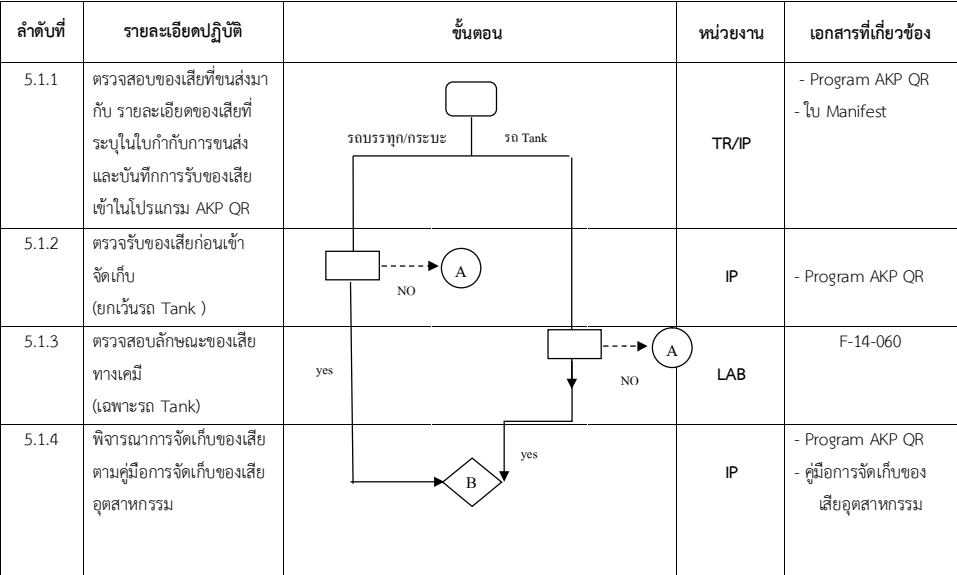 ลำดับที่ รายละเอียดปฏิบัติ ขั้นตอน หน่วยงาน เอกสารที่เกี่ยวข้อง
5.1.1 ตรวจสอบของเสียที่ขนส่งมา - Program AKP QR
กับ รายละเอียดของเสียที่ - ใบ Manifest
ระบุในใบกำกับการขนส่ง รถบรรทุก/กระบะ รถ Tank TR/IP
และบันทึกการรับของเสีย
เข้าในโปรแกรม AKP QR
5.1.2 ตรวจรับของเสียก่อนเข้า
จัดเก็บ A IP - Program AKP QR
(ยกเว้นรถ Tank ) NO
5.1.3 ตรวจสอบลักษณะของเสีย A F-14-060
ทางเคมี yes NO LAB
(เฉพาะรถ Tank)
5.1.4 พิจารณาการจัดเก็บของเสีย yes - Program AKP QR
ตามคู่มือการจัดเก็บของเสีย B IP - คู่มือการจัดเก็บของ
อุตสาหกรรม เสียอุตสาหกรรม